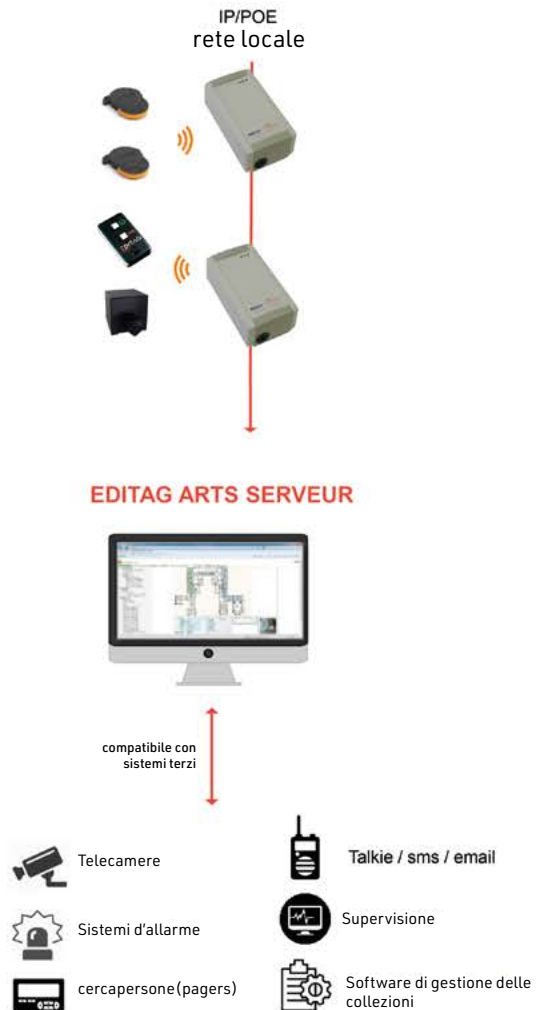 IP/POE
rete locale
EDITAG
EDITAG ARTS SERVEUR
compatibile con
sistemi terzi
Telecamere
Talkie / sms / email
Sistemi d'allarme
Supervisione
cercapersone(pagers)
Software di gestione delle
collezioni